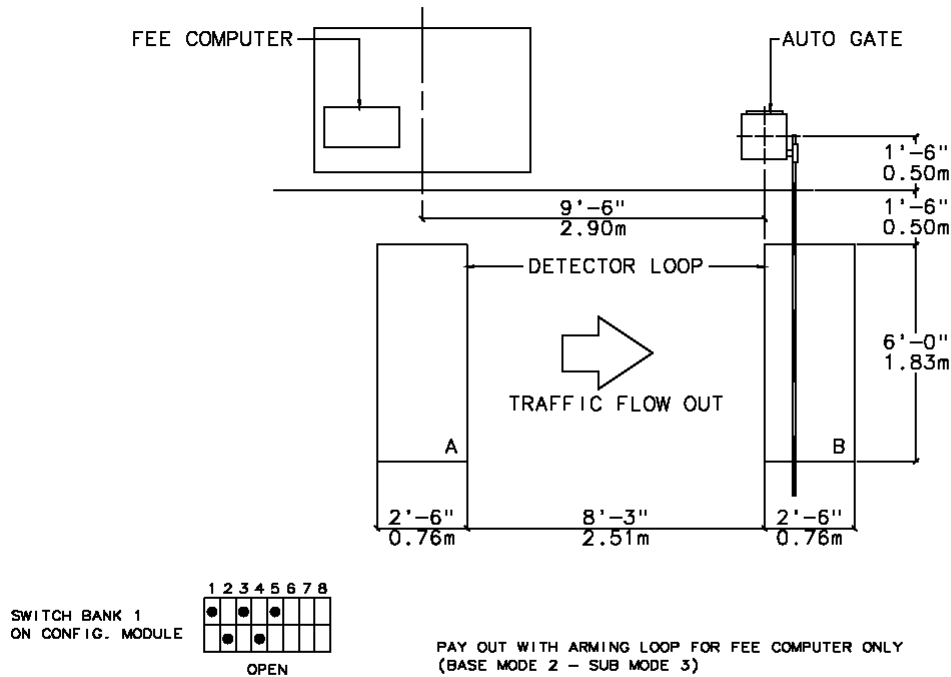 FEE COMPUTER
AUTO GATE
1'-6"
0.50m
9'-6"
2.90m
1'-6"
0.50m
DETECTOR LOOP
6'-0"
1.83m
TRAFFIC FLOW OUT
A
B
2'-6"
0.76m
8'-3"
2.51m
2'-6"
0.76m
1 2 3 4 5 6 7 8
SWITCH BANK 1
ON CONFIG. MODULE
OPEN
PAY OUT WITH ARMING LOOP FOR FEE COMPUTER ONLY
(BASE MODE 2 – SUB MODE 3)